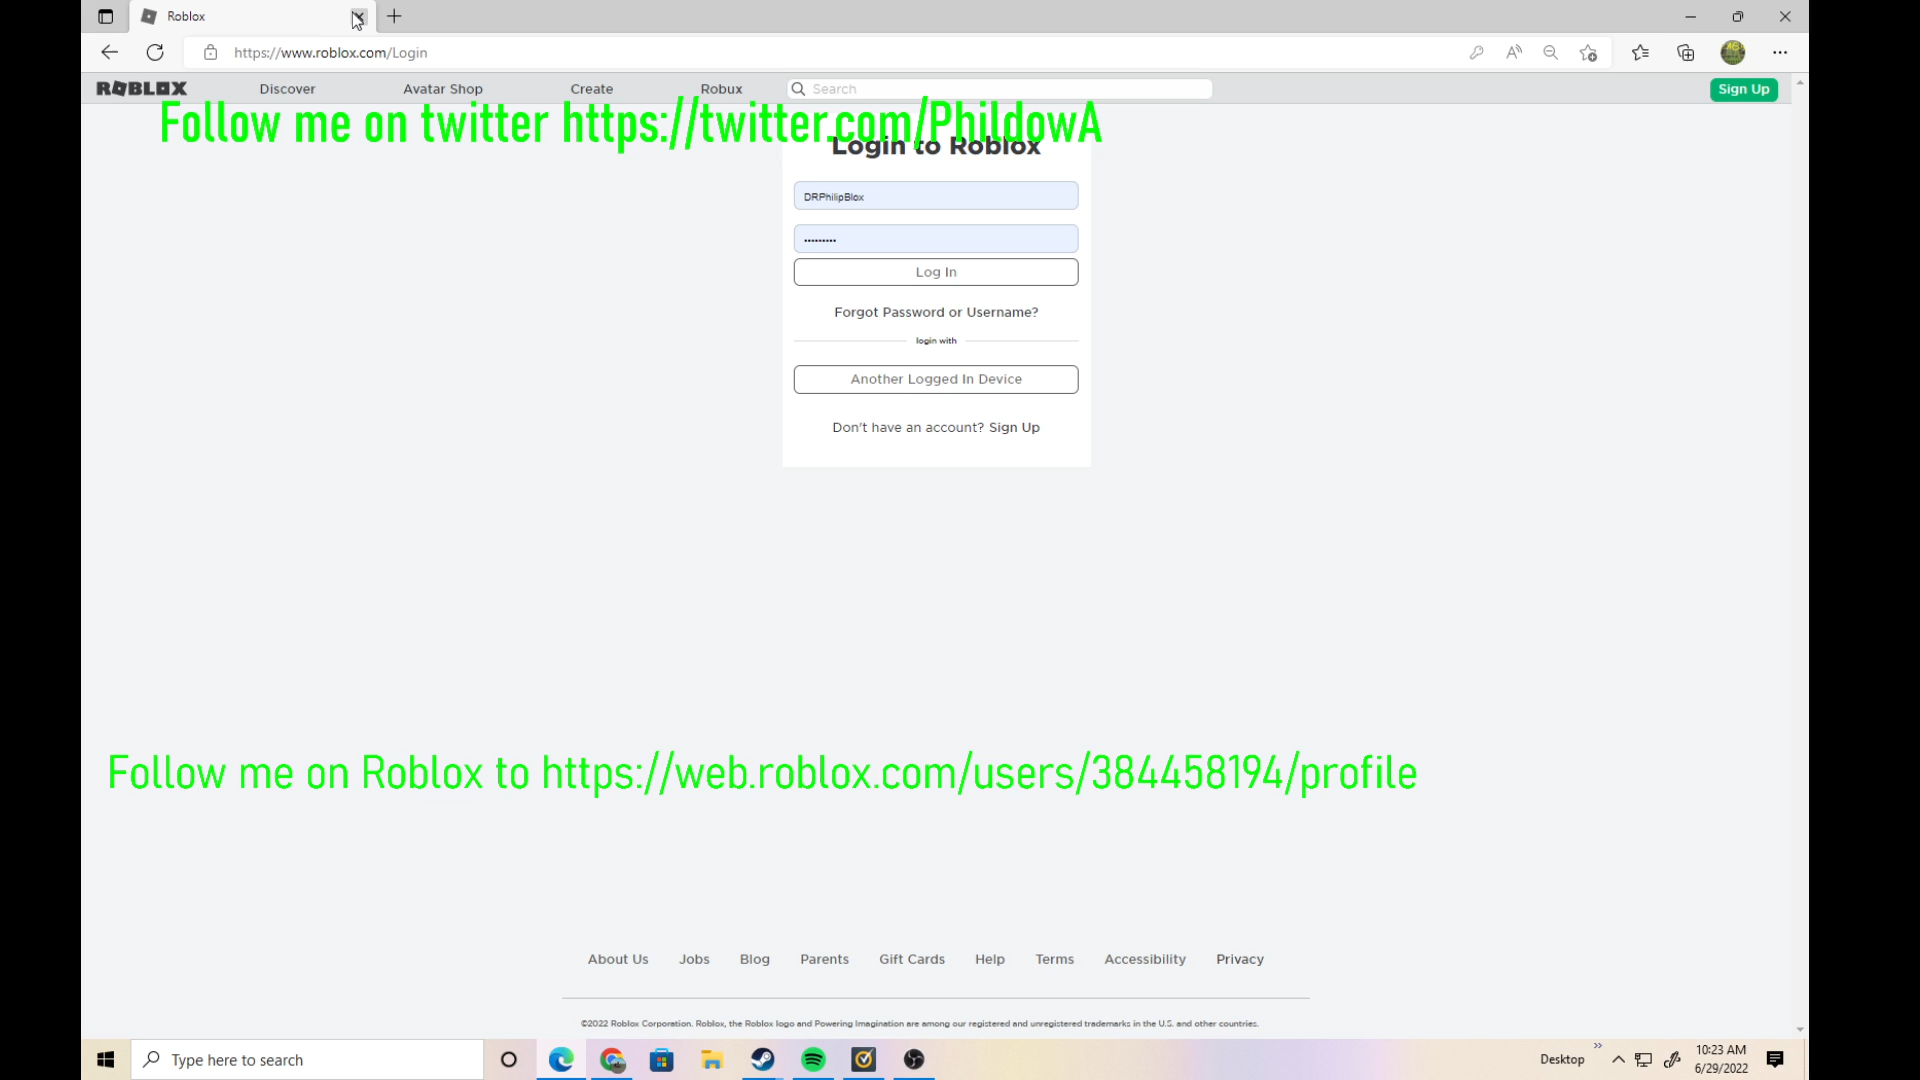 Roblox
https://www.roblox.com/Login
ROBLOX Discover Avatar Shop Create Robux Search Sign Up
Follow me on twitter https://twitter.com/PhildowA
Login to Roblox
DRPhilipBlox
•••••••••
Log In
Forgot Password or Username?
login with
Another Logged In Device
Don't have an account? Sign Up
Follow me on Roblox to https://web.roblox.com/users/384458194/profile
About Us Jobs Blog Parents Gift Cards Help Terms Accessibility Privacy
©2022 Roblox Corporation. Roblox, the Roblox logo and Powering Imagination are among our registered and unregistered trademarks in the U.S. and other countries.
Type here to search
Desktop
10:23 AM
6/29/2022